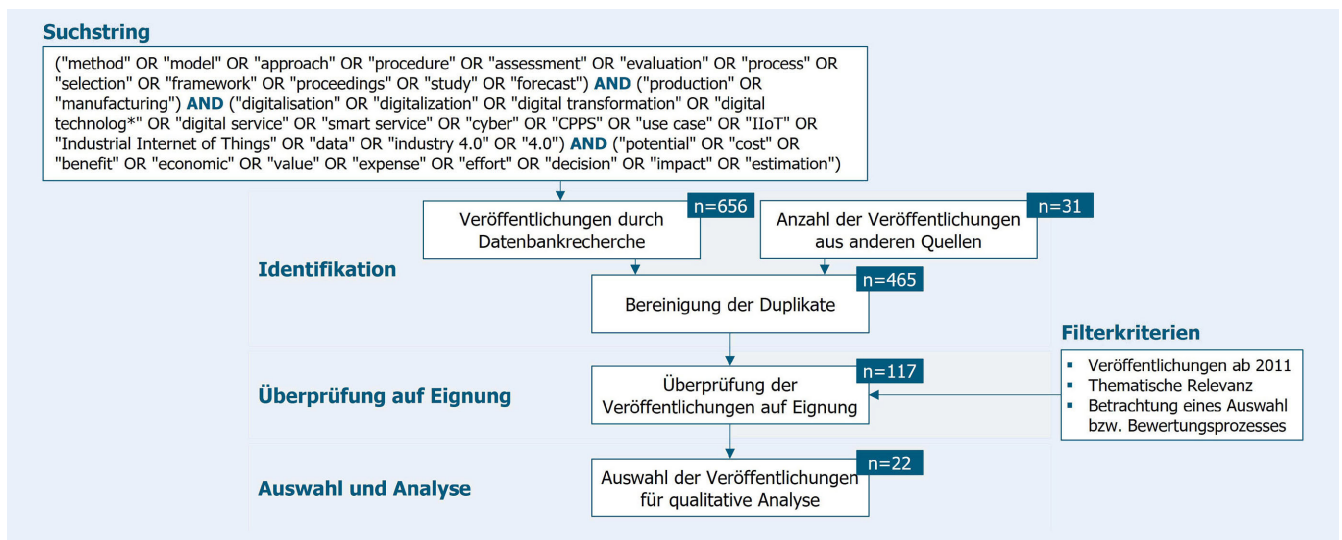 Suchstring
("method" OR "model" OR "approach" OR "procedure" OR "assessment" OR "evaluation" OR "process" OR
"selection" OR "framework" OR "proceedings" OR "study" OR "forecast") AND ("production" OR
"manufacturing") AND ("digitalisation" OR "digitalization" OR "digital transformation" OR "digital
technolog*" OR "digital service" OR "smart service" OR "cyber" OR "CPPS" OR "use case" OR "IIoT" OR
"Industrial Internet of Things" OR "data" OR "industry 4.0" OR "4.0") AND ("potential" OR "cost" OR
"benefit" OR "economic" OR "value" OR "expense" OR "effort" OR "decision" OR "impact" OR "estimation")
n=656
Veröffentlichungen durch
Datenbankrecherche
n=31
Anzahl der Veröffentlichungen
aus anderen Quellen
Identifikation
n=465
Bereinigung der Duplikate
Filterkriterien
▪ Veröffentlichungen ab 2011
▪ Thematische Relevanz
▪ Betrachtung eines Auswahl
bzw. Bewertungsprozesses
Überprüfung auf Eignung
n=117
Überprüfung der
Veröffentlichungen auf Eignung
Auswahl und Analyse
n=22
Auswahl der Veröffentlichungen
für qualitative Analyse